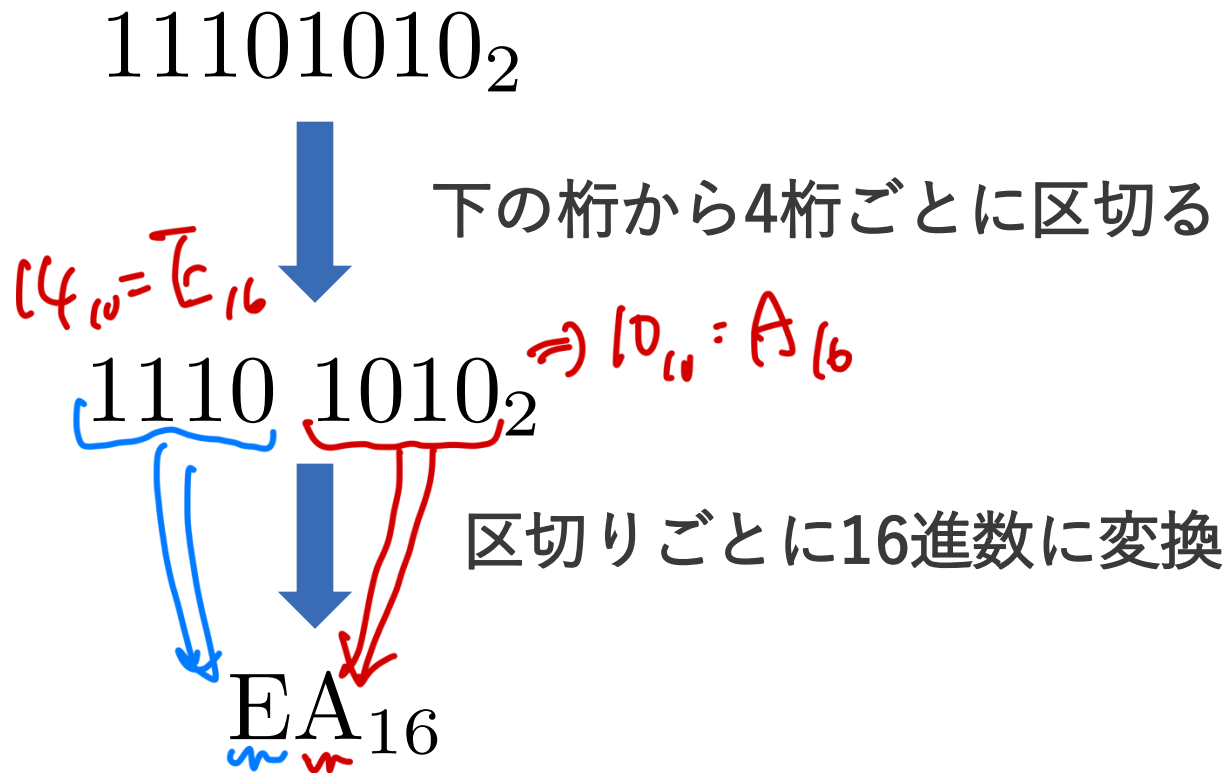 11101010₂
下の桁から4桁ごとに区切る
14₁₀=E₁₆
1110 1010₂ ⇒ 10₁₀=A₁₆
区切りごとに16進数に変換
EA₁₆